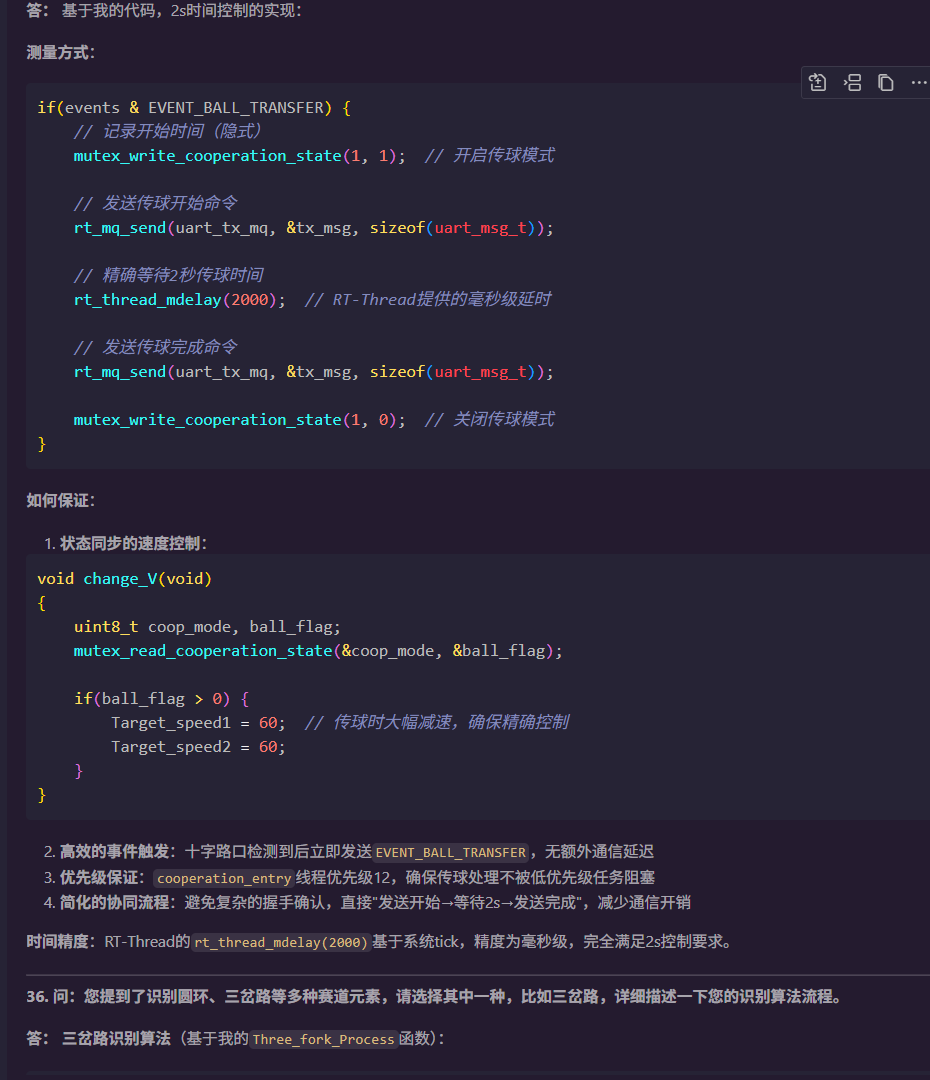 答： 基于我的代码，2s时间控制的实现：
测量方式：
if(events & EVENT_BALL_TRANSFER) {
// 记录开始时间（隐式）
mutex_write_cooperation_state(1, 1);  // 开启传球模式
// 发送传球开始命令
rt_mq_send(uart_tx_mq, &tx_msg, sizeof(uart_msg_t));
// 精确等待2秒传球时间
rt_thread_mdelay(2000);  // RT-Thread提供的毫秒级延时
// 发送传球完成命令
rt_mq_send(uart_tx_mq, &tx_msg, sizeof(uart_msg_t));
mutex_write_cooperation_state(1, 0);  // 关闭传球模式
}
如何保证：
1. 状态同步的速度控制：
void change_V(void)
{
uint8_t coop_mode, ball_flag;
mutex_read_cooperation_state(&coop_mode, &ball_flag);
if(ball_flag > 0) {
Target_speed1 = 60;  // 传球时大幅减速，确保精确控制
Target_speed2 = 60;
}
}
2. 高效的事件触发：十字路口检测到后立即发送EVENT_BALL_TRANSFER，无额外通信延迟
3. 优先级保证：cooperation_entry线程优先级12，确保传球处理不被低优先级任务阻塞
4. 简化的协同流程：避免复杂的握手确认，直接"发送开始→等待2s→发送完成"，减少通信开销
时间精度：RT-Thread的rt_thread_mdelay(2000)基于系统tick，精度为毫秒级，完全满足2s控制要求。
36. 问：您提到了识别圆环、三岔路等多种赛道元素，请选择其中一种，比如三岔路，详细描述一下您的识别算法流程。
答： 三岔路识别算法（基于我的Three_fork_Process函数）：